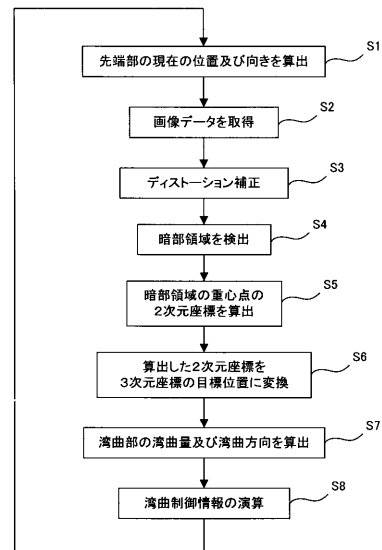 S1
先端部の現在の位置及び向きを算出
S2
画像データを取得
S3
ディストーション補正
S4
暗部領域を検出
S5
暗部領域の重心点の
2次元座標を算出
S6
算出した2次元座標を
3次元座標の目標位置に変換
S7
湾曲部の湾曲量及び湾曲方向を算出
S8
湾曲制御情報の演算